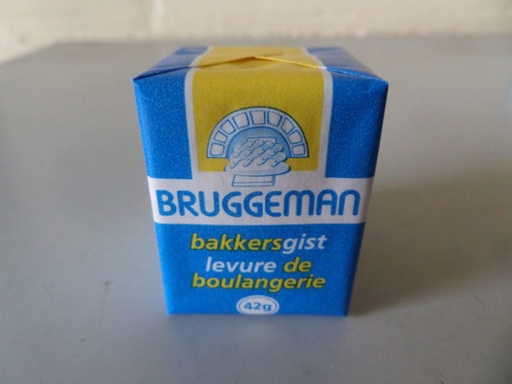 BRUGGEMAN
bakkersgist
levure de
boulangerie
42g